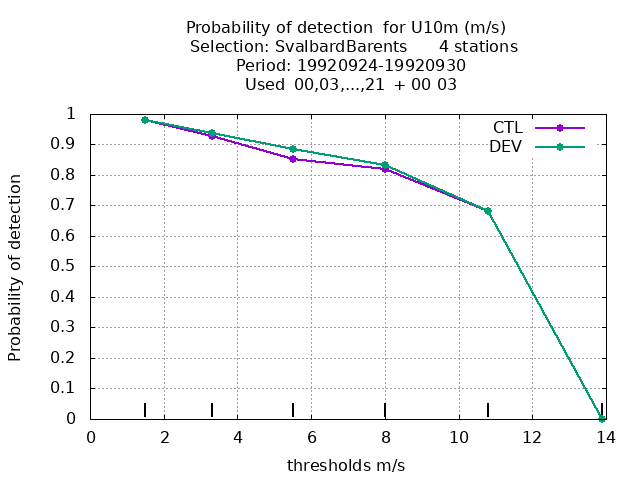 Probability of detection  for U10m (m/s)
Selection: SvalbardBarents      4 stations
Period: 19920924-19920930
Used  00,03,...,21  + 00 03
CTL
DEV
1
0.9
0.8
0.7
0.6
0.5
0.4
0.3
0.2
0.1
0
Probability of detection
0 2 4 6 8 10 12 14
thresholds m/s